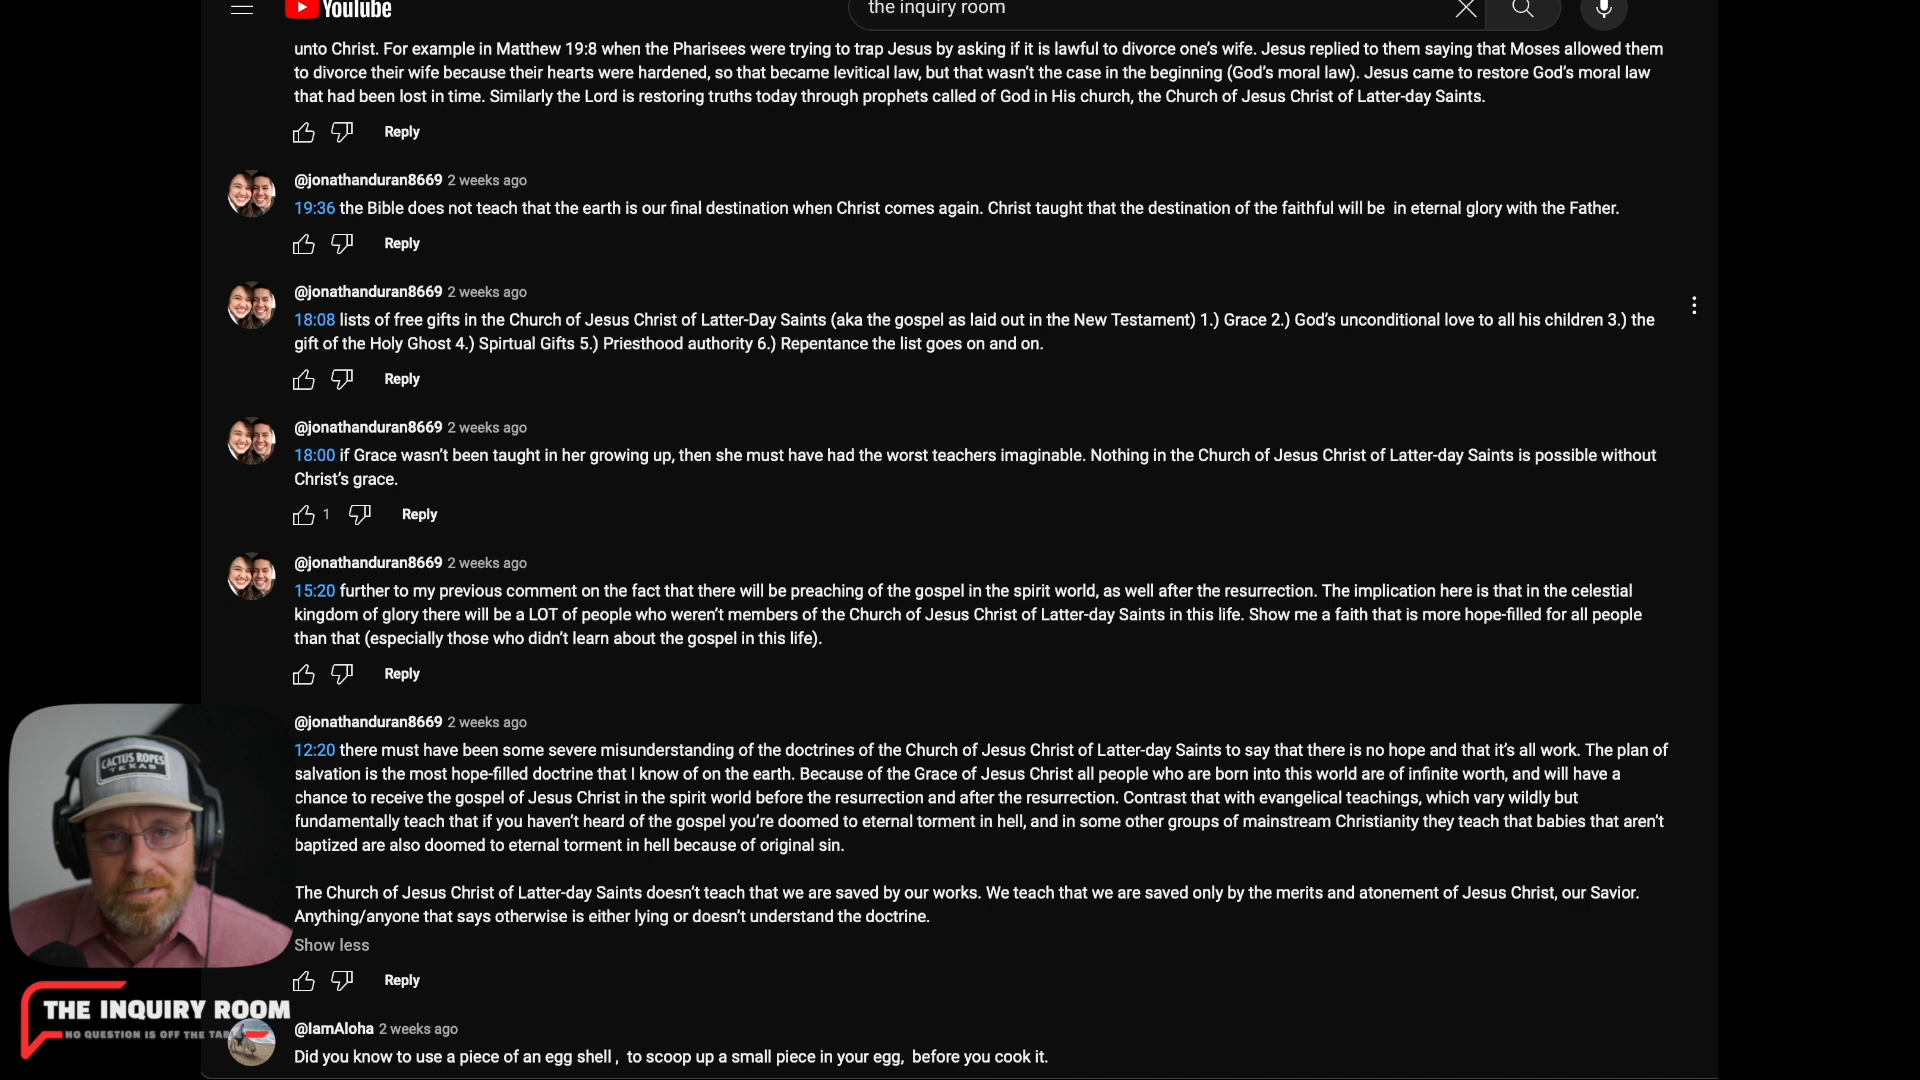 YouTube
the inquiry room
unto Christ. For example in Matthew 19:8 when the Pharisees were trying to trap Jesus by asking if it is lawful to divorce one's wife. Jesus replied to them saying that Moses allowed them
to divorce their wife because their hearts were hardened, so that became levitical law, but that wasn't the case in the beginning (God's moral law). Jesus came to restore God's moral law
that had been lost in time. Similarly the Lord is restoring truths today through prophets called of God in His church, the Church of Jesus Christ of Latter-day Saints.
Reply
@jonathanduran8669 2 weeks ago
19:36 the Bible does not teach that the earth is our final destination when Christ comes again. Christ taught that the destination of the faithful will be in eternal glory with the Father.
Reply
@jonathanduran8669 2 weeks ago
18:08 lists of free gifts in the Church of Jesus Christ of Latter-Day Saints (aka the gospel as laid out in the New Testament) 1.) Grace 2.) God's unconditional love to all his children 3.) the
gift of the Holy Ghost 4.) Spirtual Gifts 5.) Priesthood authority 6.) Repentance the list goes on and on.
Reply
@jonathanduran8669 2 weeks ago
18:00 if Grace wasn't been taught in her growing up, then she must have had the worst teachers imaginable. Nothing in the Church of Jesus Christ of Latter-day Saints is possible without
Christ's grace.
1 Reply
@jonathanduran8669 2 weeks ago
15:20 further to my previous comment on the fact that there will be preaching of the gospel in the spirit world, as well after the resurrection. The implication here is that in the celestial
kingdom of glory there will be a LOT of people who weren't members of the Church of Jesus Christ of Latter-day Saints in this life. Show me a faith that is more hope-filled for all people
than that (especially those who didn't learn about the gospel in this life).
Reply
@jonathanduran8669 2 weeks ago
12:20 there must have been some severe misunderstanding of the doctrines of the Church of Jesus Christ of Latter-day Saints to say that there is no hope and that it's all work. The plan of
salvation is the most hope-filled doctrine that I know of on the earth. Because of the Grace of Jesus Christ all people who are born into this world are of infinite worth, and will have a
chance to receive the gospel of Jesus Christ in the spirit world before the resurrection and after the resurrection. Contrast that with evangelical teachings, which vary wildly but
fundamentally teach that if you haven't heard of the gospel you're doomed to eternal torment in hell, and in some other groups of mainstream Christianity they teach that babies that aren't
baptized are also doomed to eternal torment in hell because of original sin.
The Church of Jesus Christ of Latter-day Saints doesn't teach that we are saved by our works. We teach that we are saved only by the merits and atonement of Jesus Christ, our Savior.
Anything/anyone that says otherwise is either lying or doesn't understand the doctrine.
Show less
Reply
@IamAloha 2 weeks ago
Did you know to use a piece of an egg shell , to scoop up a small piece in your egg, before you cook it.
CACTUS ROPES
TEXAS
THE INQUIRY ROOM
NO QUESTION IS OFF THE